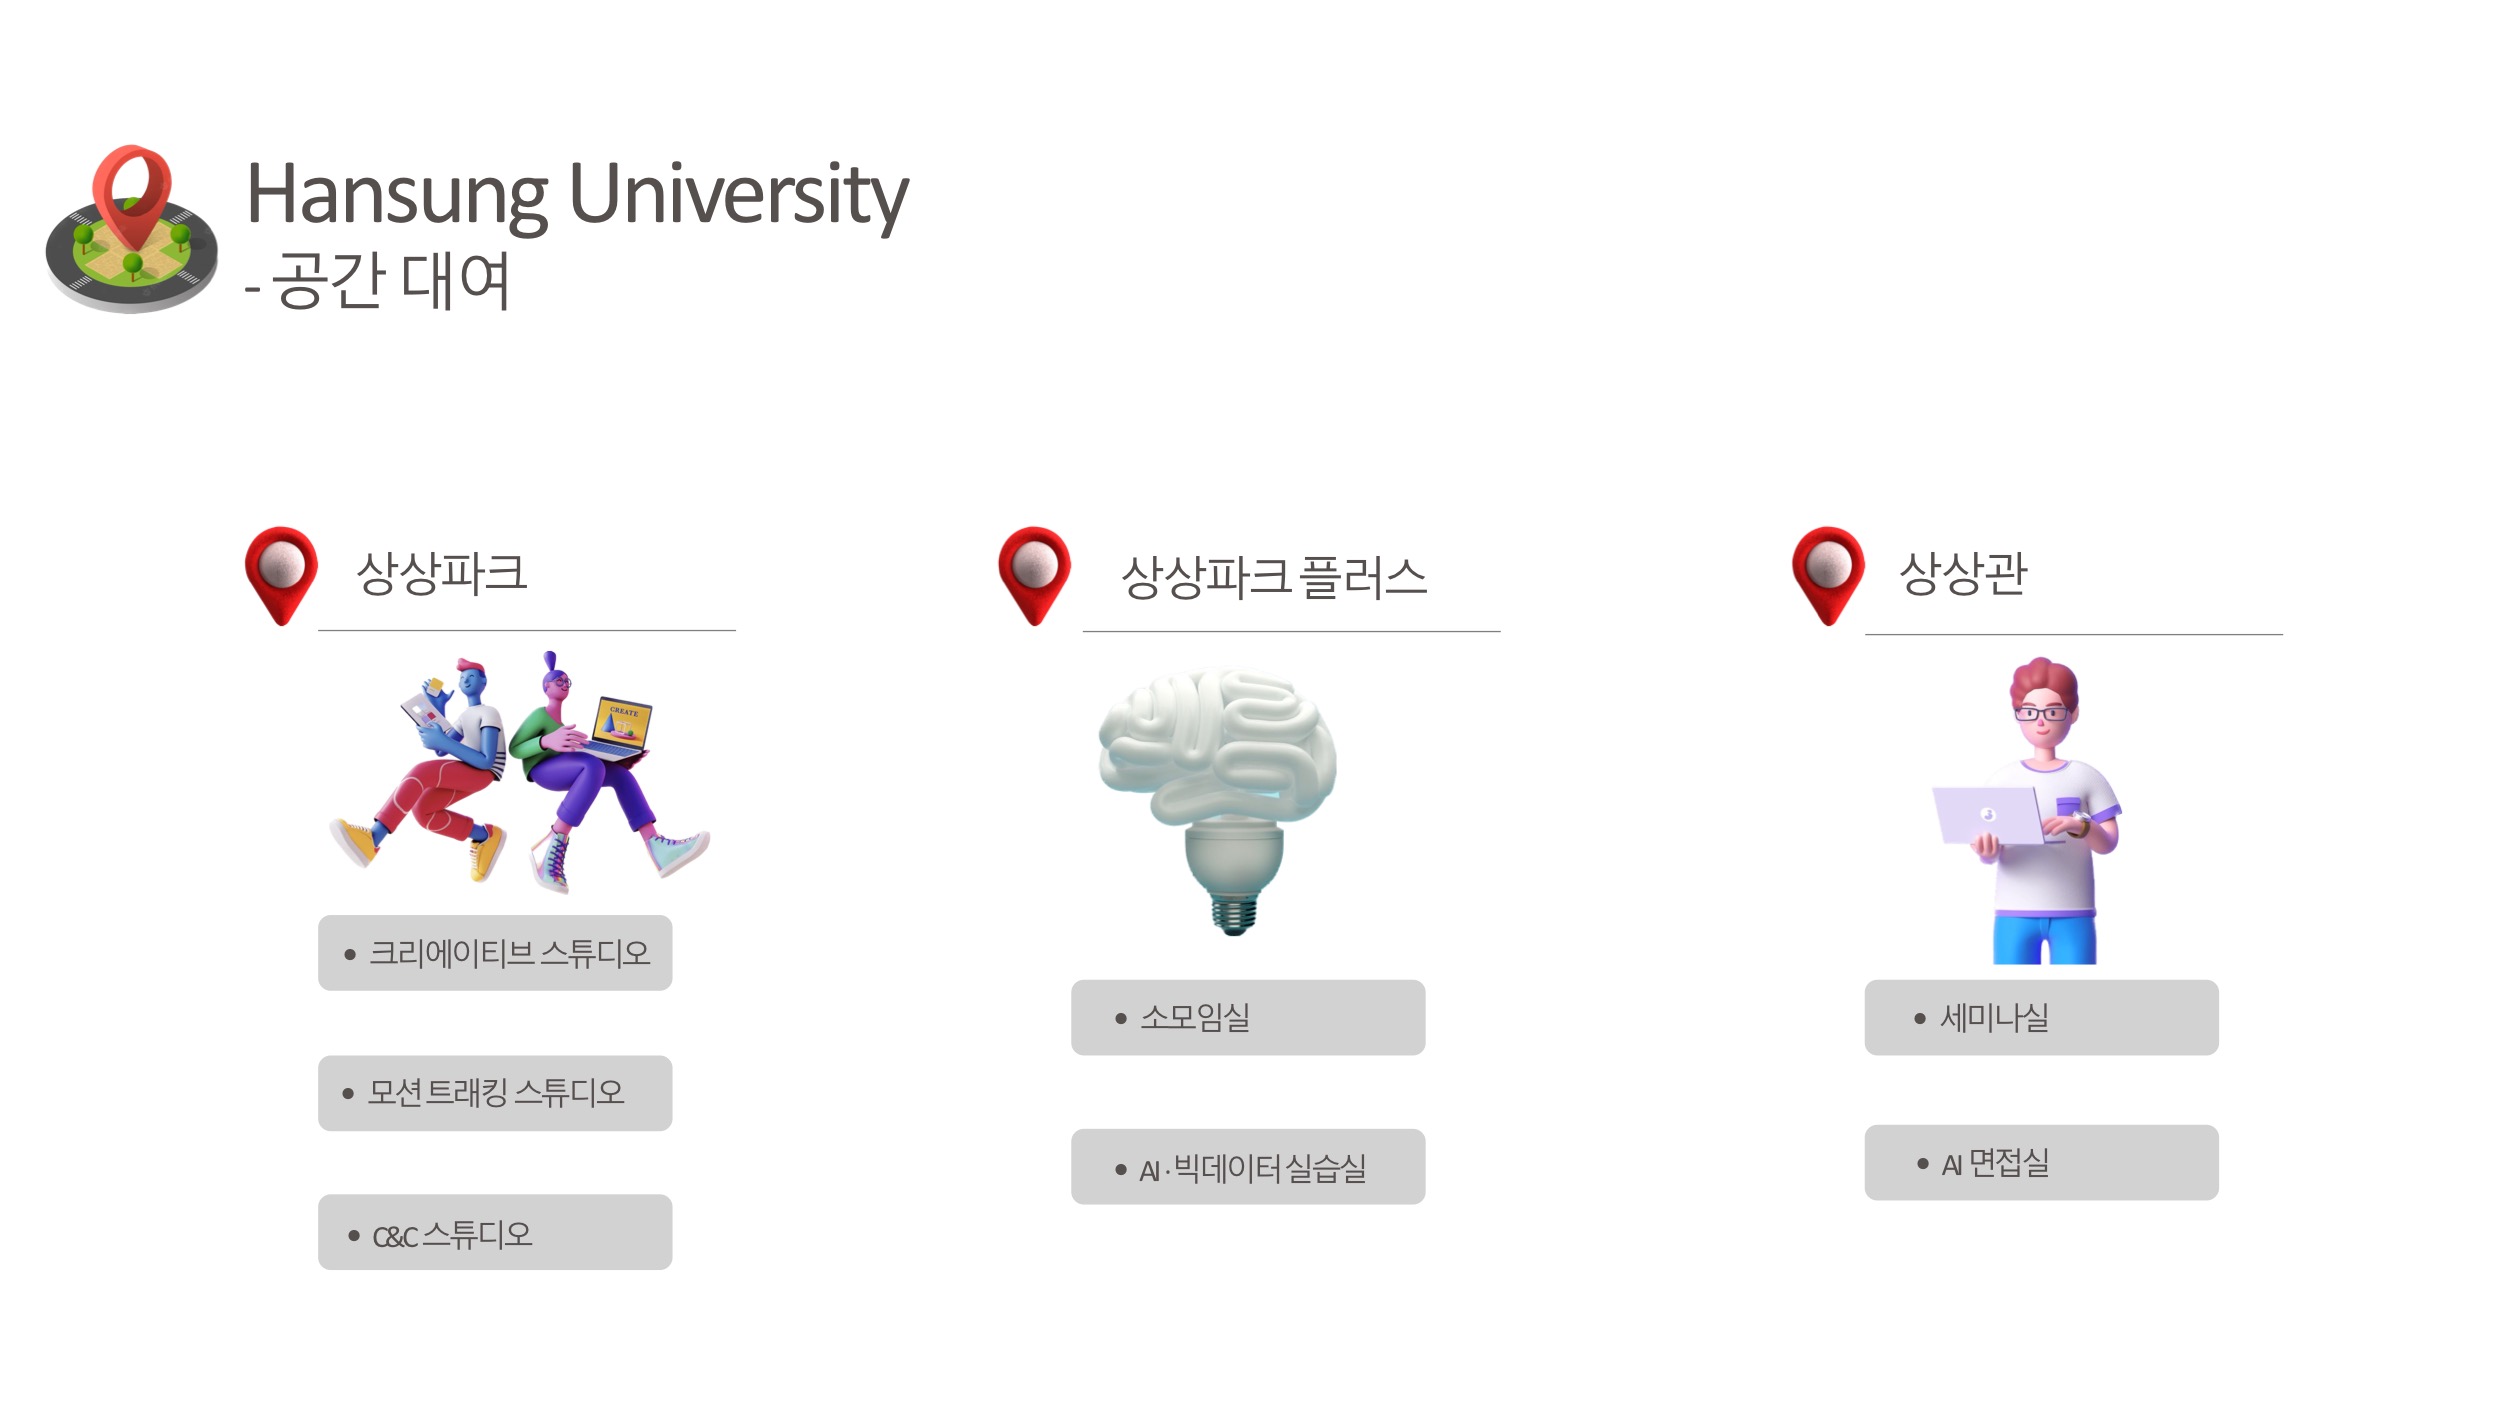 Hansung University
- 공간 대여
상상파크
CREATE
• 크리에이티브 스튜디오
• 모션 트래킹 스튜디오
• C&C 스튜디오
상상파크 플러스
• 소모임실
• AI · 빅데이터 실습실
상상관
• 세미나실
• AI 면접실